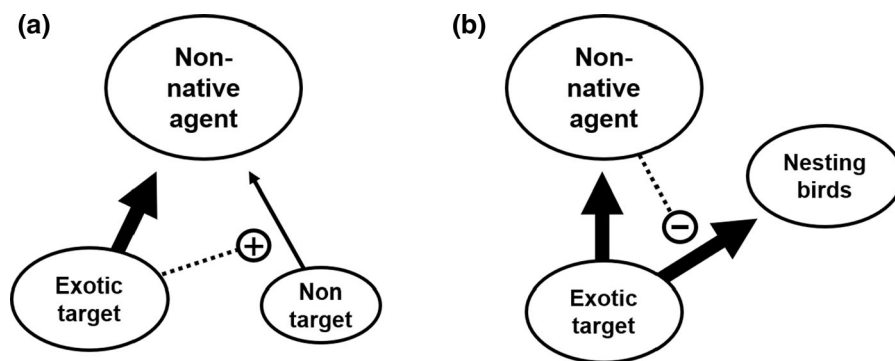 (a)
Non-
native
agent
Exotic
target
+
Non
target
(b)
Non-
native
agent
Nesting
birds
−
Exotic
target